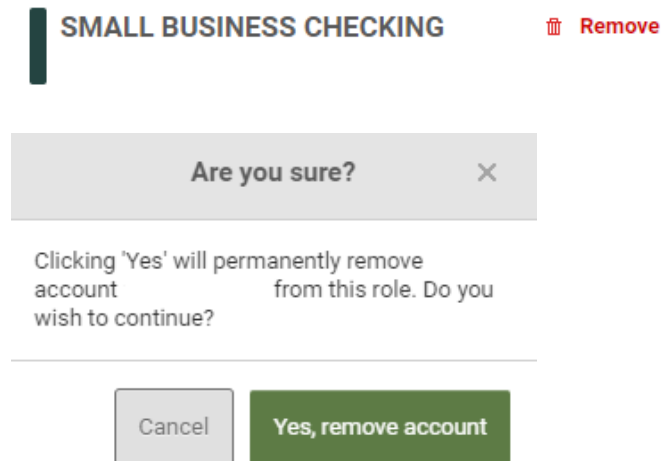 SMALL BUSINESS CHECKING
Remove
Are you sure?
Clicking 'Yes' will permanently remove
account from this role. Do you
wish to continue?
Cancel
Yes, remove account